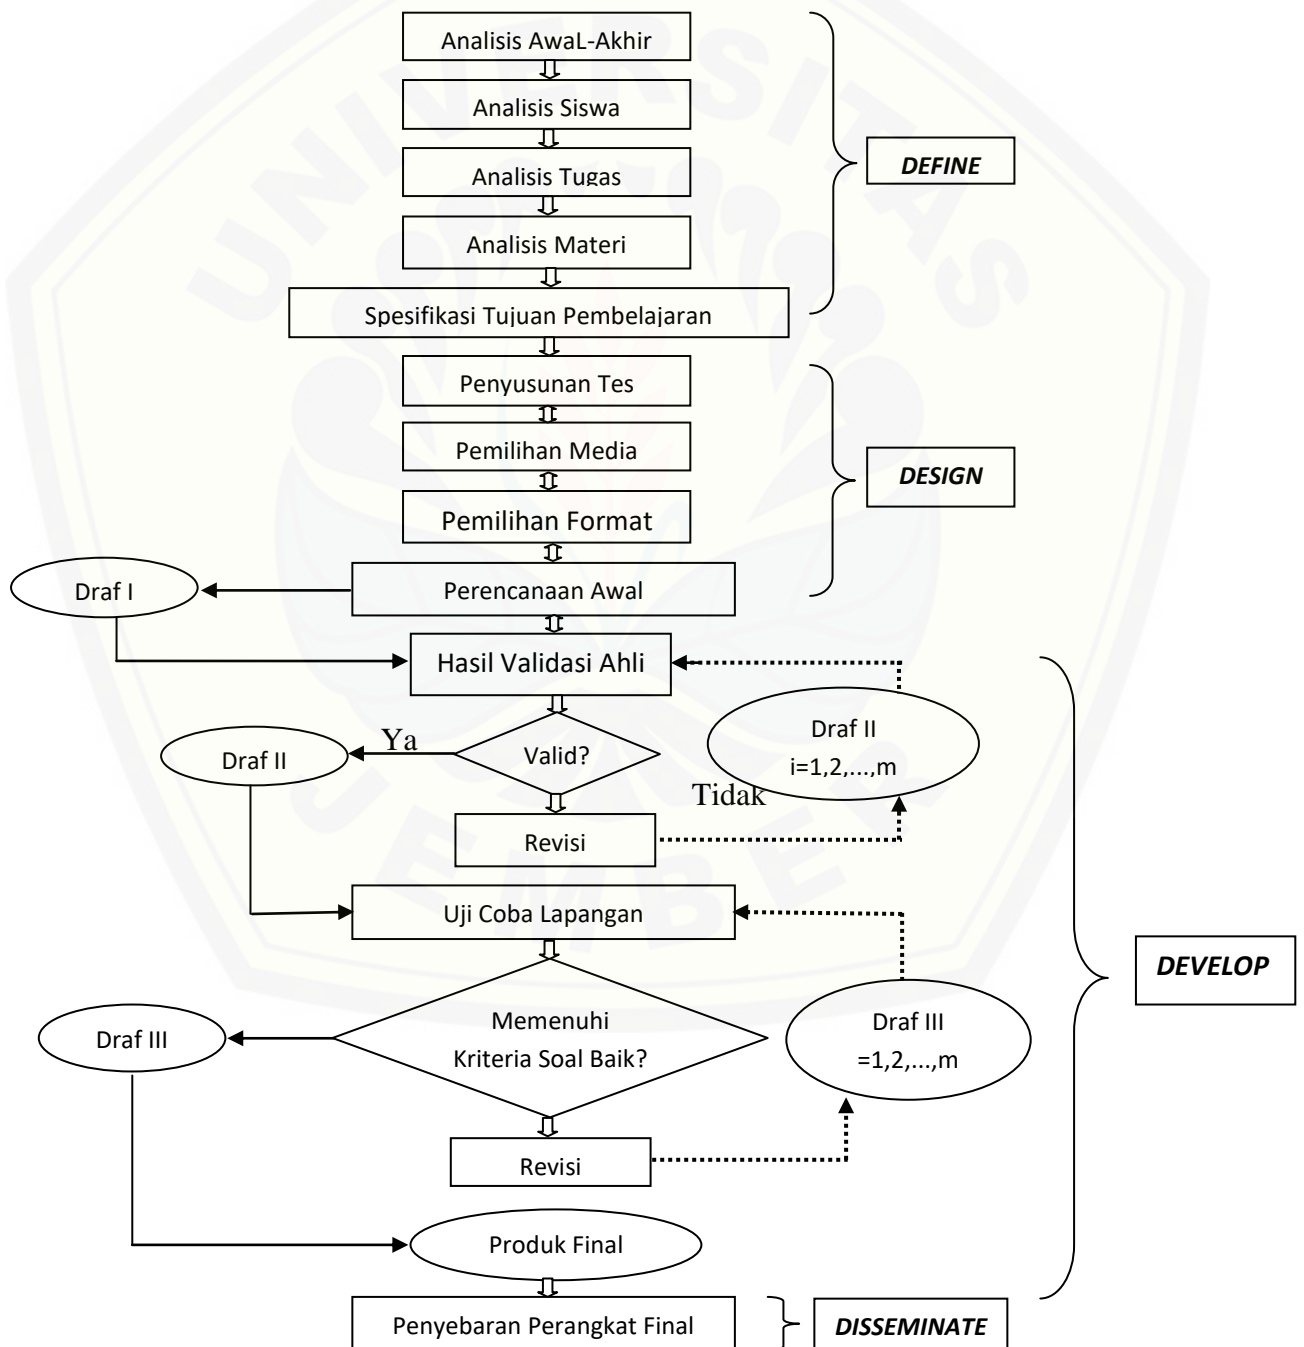 Analisis AwaL-Akhir
Analisis Siswa
Analisis Tugas
DEFINE
Analisis Materi
Spesifikasi Tujuan Pembelajaran
Penyusunan Tes
Pemilihan Media
DESIGN
Pemilihan Format
Draf I
Perencanaan Awal
Hasil Validasi Ahli
Draf II
i=1,2,...,m
Ya
Valid?
Draf II
Tidak
Revisi
Uji Coba Lapangan
DEVELOP
Memenuhi
Kriteria Soal Baik?
Draf III
Draf III
=1,2,...,m
Revisi
Produk Final
Penyebaran Perangkat Final
DISSEMINATE
UNIVERSITAS
JEMBER